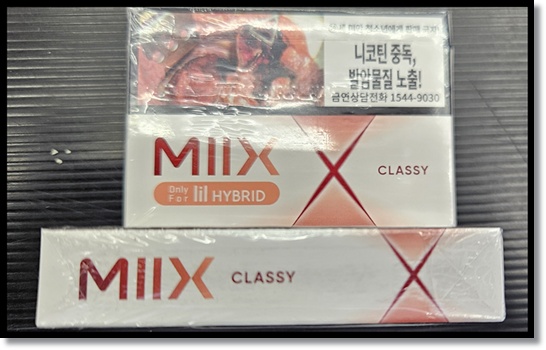 니코틴 중독,
발암물질 노출!
금연상담전화 1544-9030
MIIX
CLASSY
Only
For lil HYBRID
MIIX CLASSY